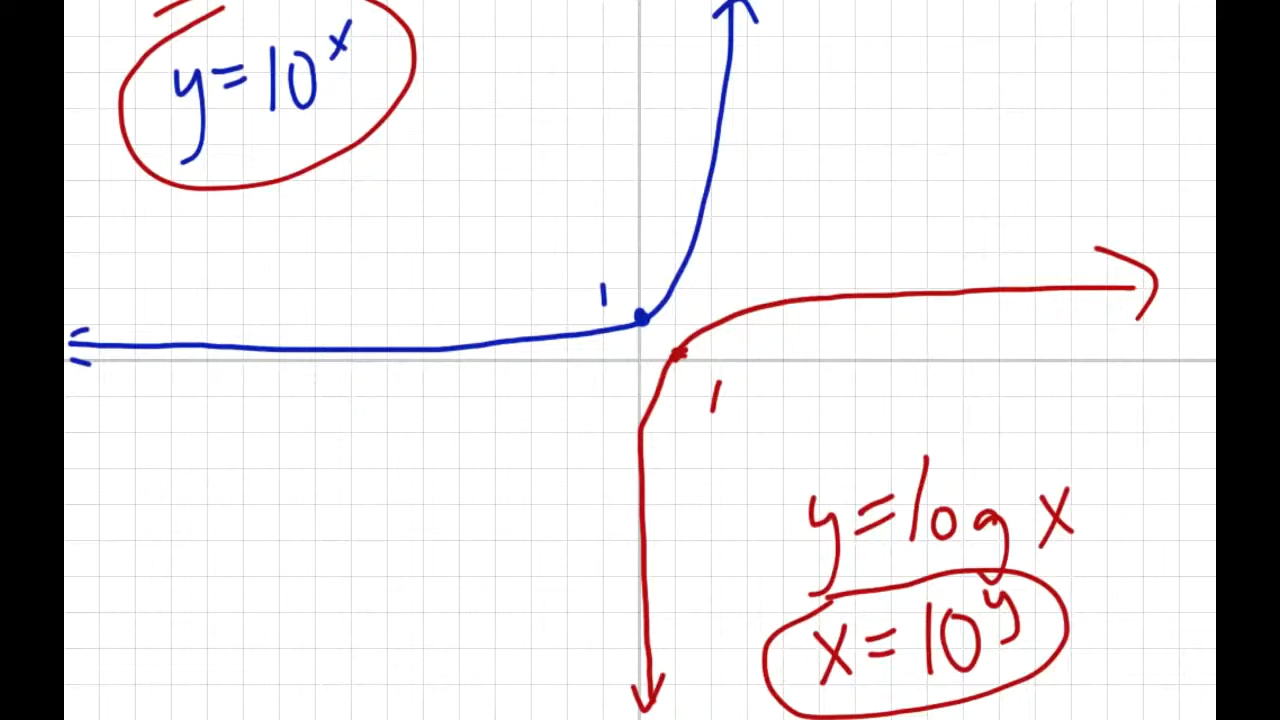 y=10^x
1
1
y=log x
x=10^y